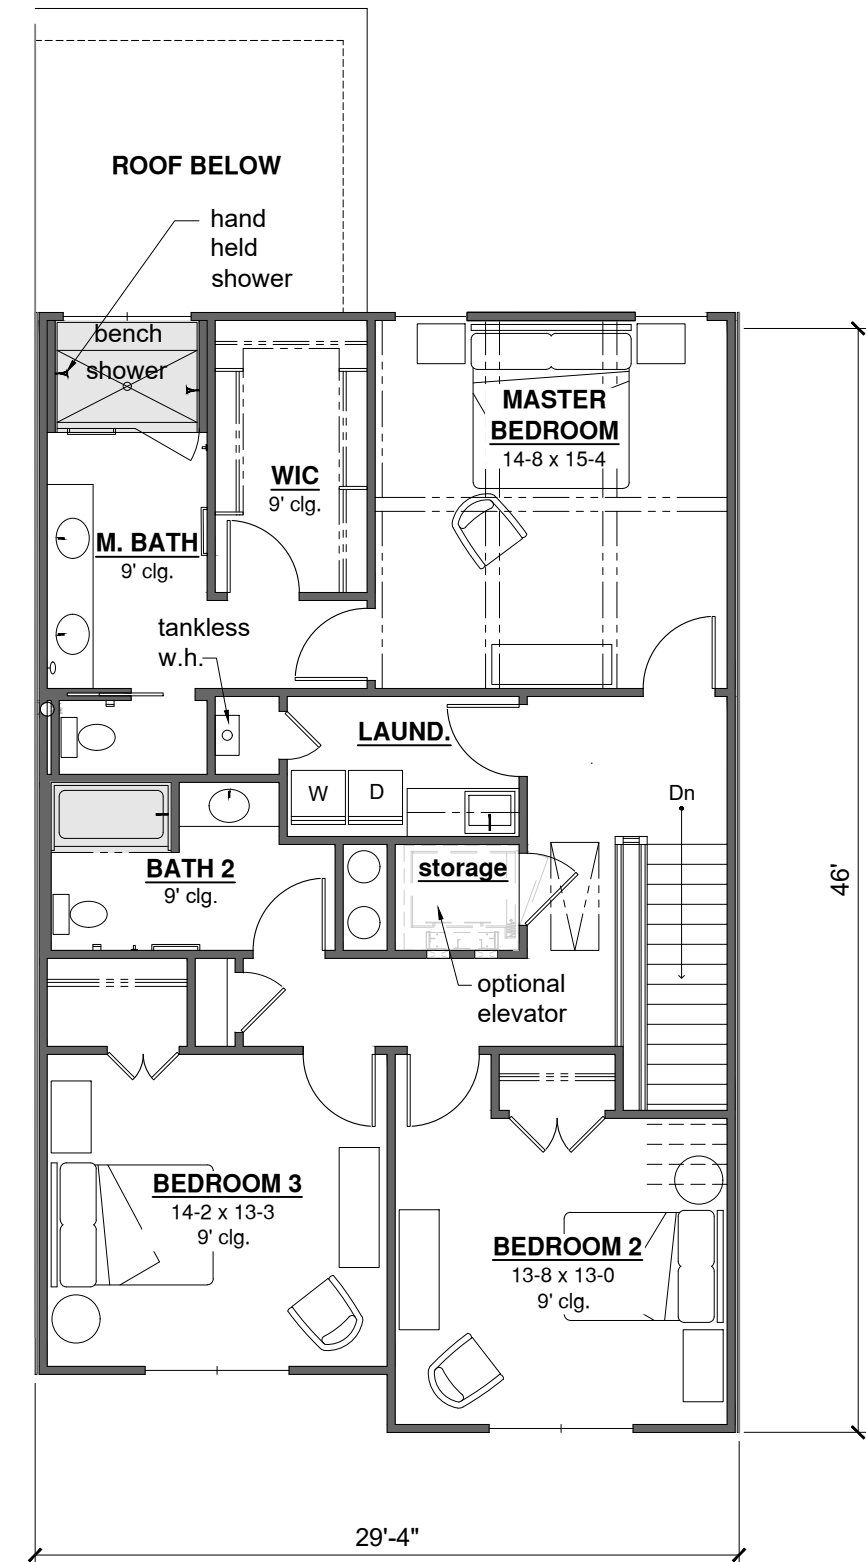 ROOF BELOW
hand
held
shower
bench
shower
MASTER
BEDROOM
14-8 x 15-4
WIC
9' clg.
M. BATH
9' clg.
tankless
w.h.
LAUND.
W
D
Dn
BATH 2
9' clg.
storage
46'
optional
elevator
BEDROOM 3
14-2 x 13-3
9' clg.
BEDROOM 2
13-8 x 13-0
9' clg.
29'-4"